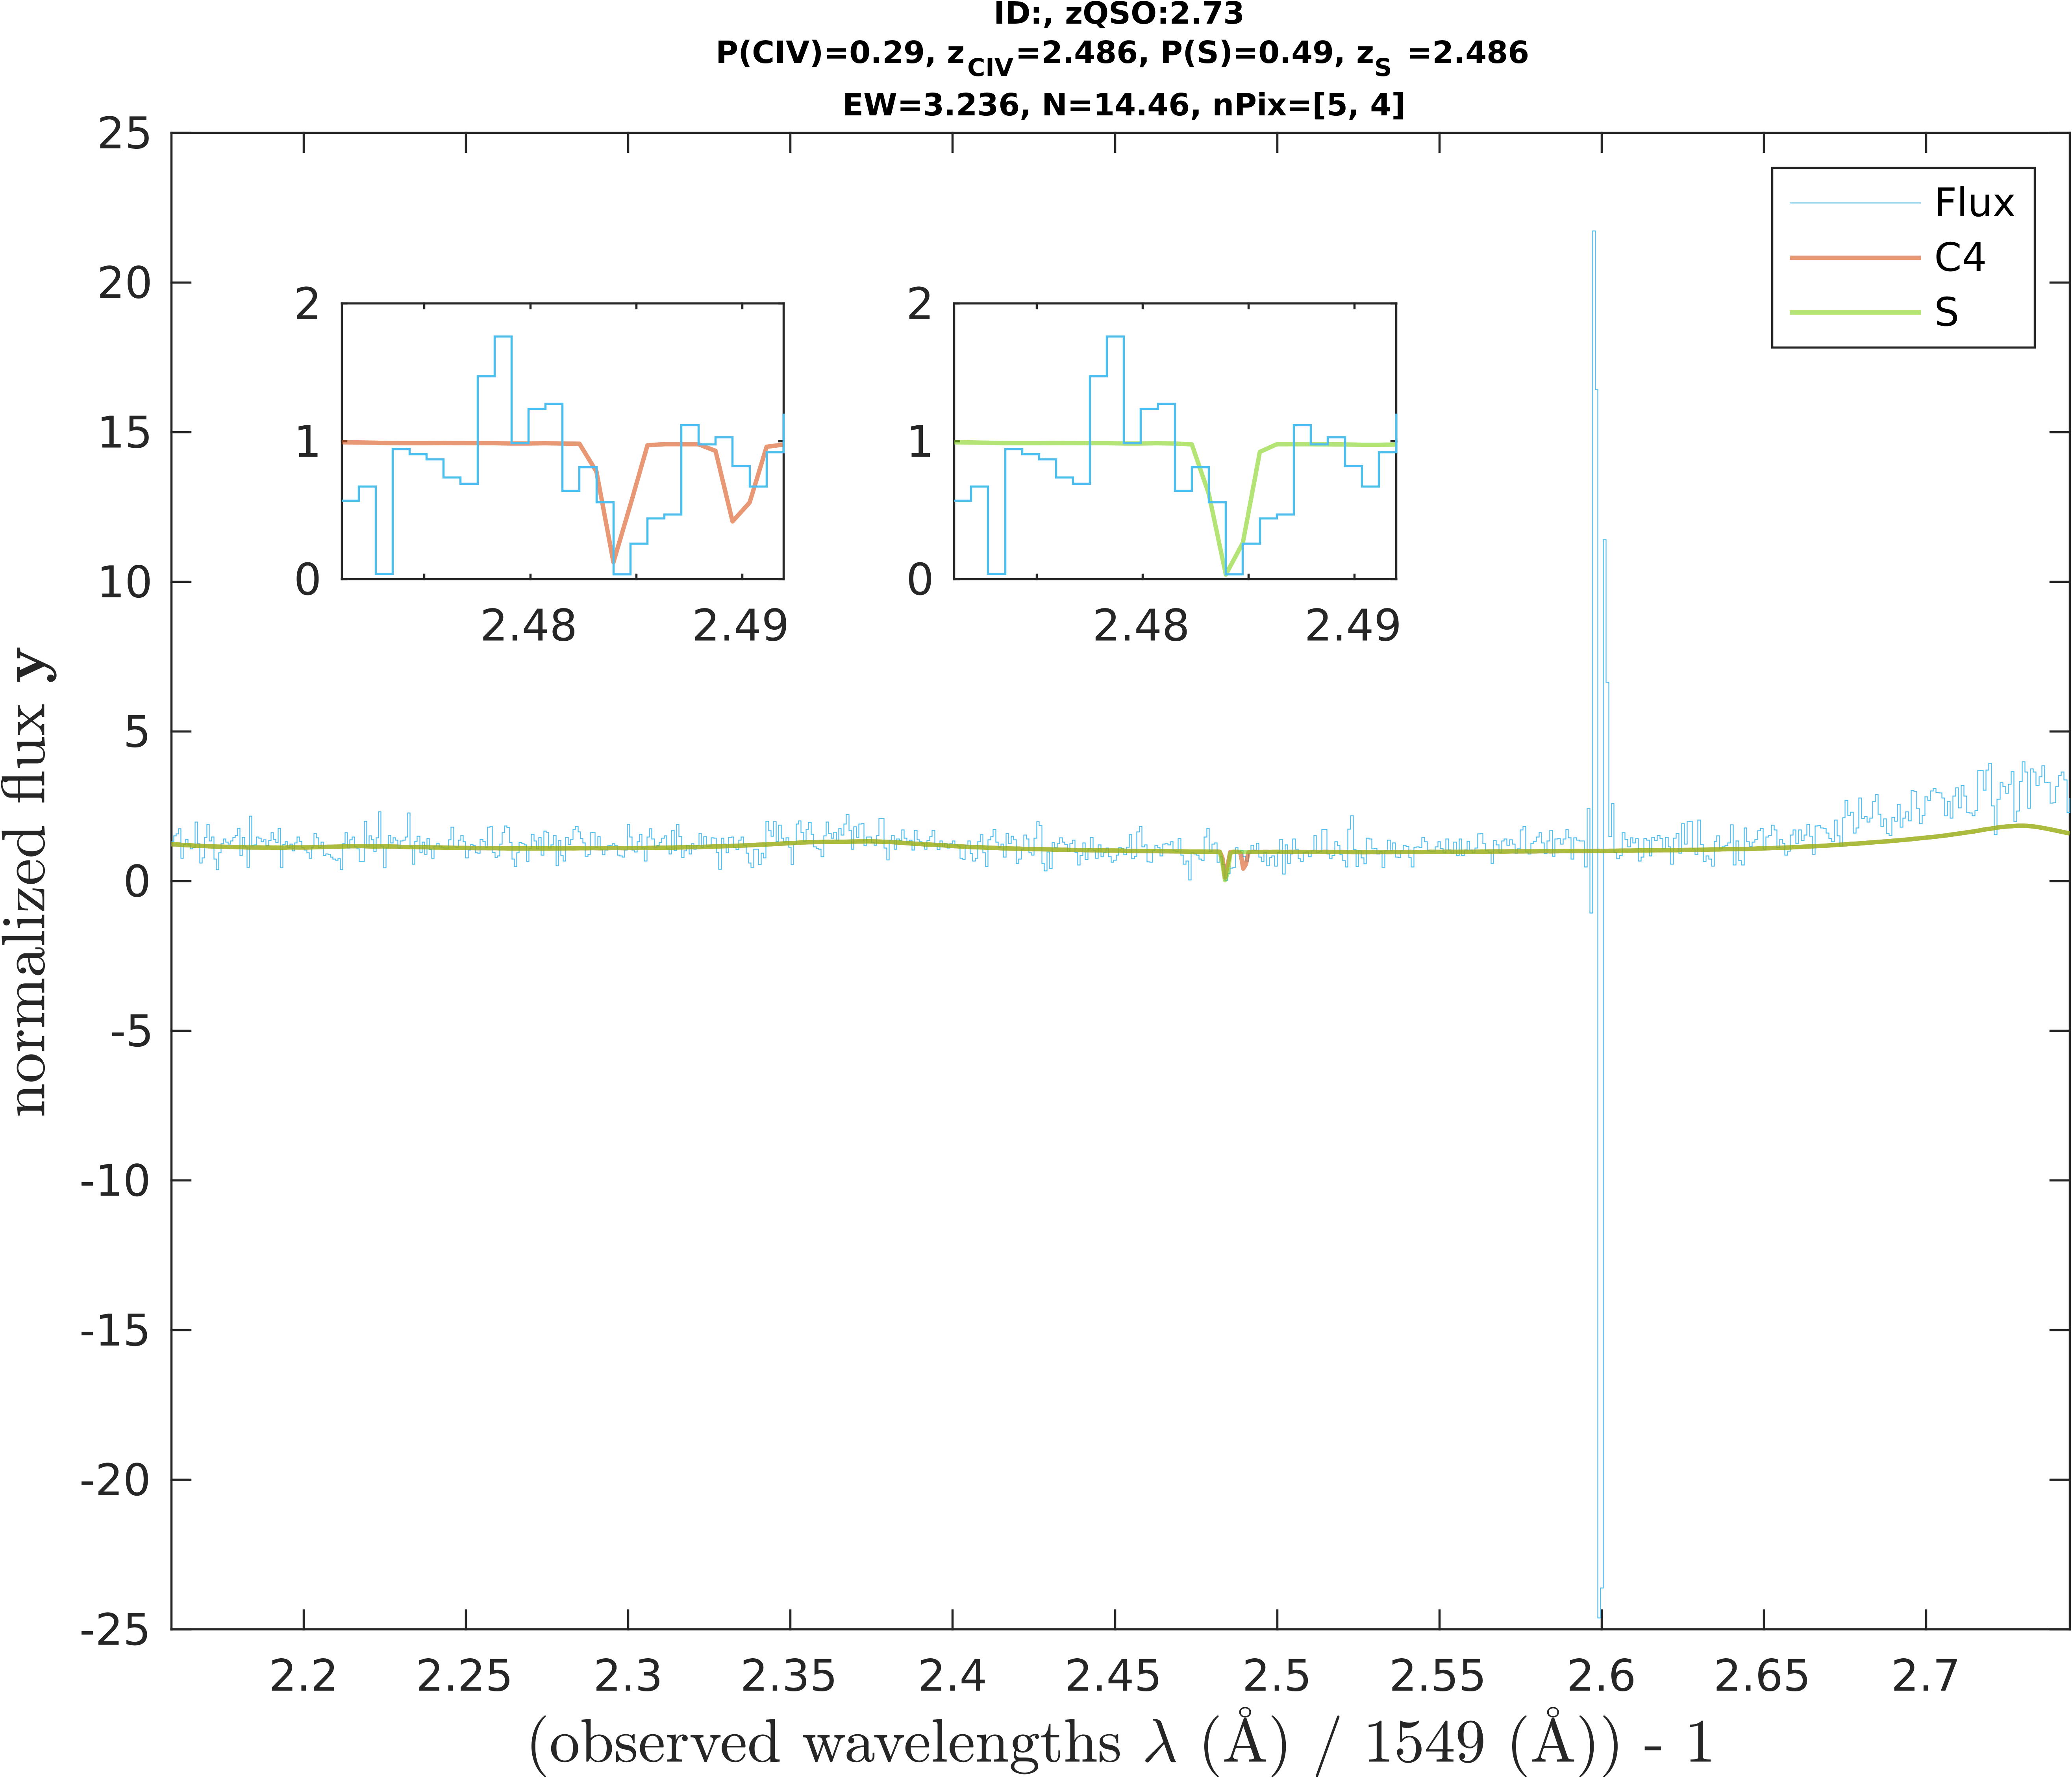 ID:, zQSO:2.73
P(CIV)=0.29, z_CIV=2.486, P(S)=0.49, z_S =2.486
EW=3.236, N=14.46, nPix=[5, 4]
25
20
15
10
5
0
-5
-10
-15
-20
-25
normalized flux y
Flux
C4
S
2
1
0
2.48 2.49
2
1
0
2.48 2.49
2.2 2.25 2.3 2.35 2.4 2.45 2.5 2.55 2.6 2.65 2.7
(observed wavelengths λ (Å) / 1549 (Å)) - 1